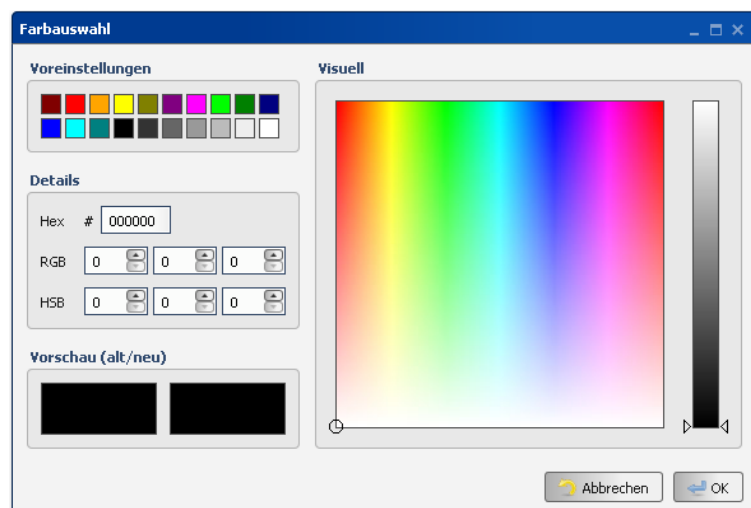 Farbauswahl
Voreinstellungen
Visuell
Details
Hex # 000000
RGB 0 0 0
HSB 0 0 0
Vorschau (alt/neu)
Abbrechen OK